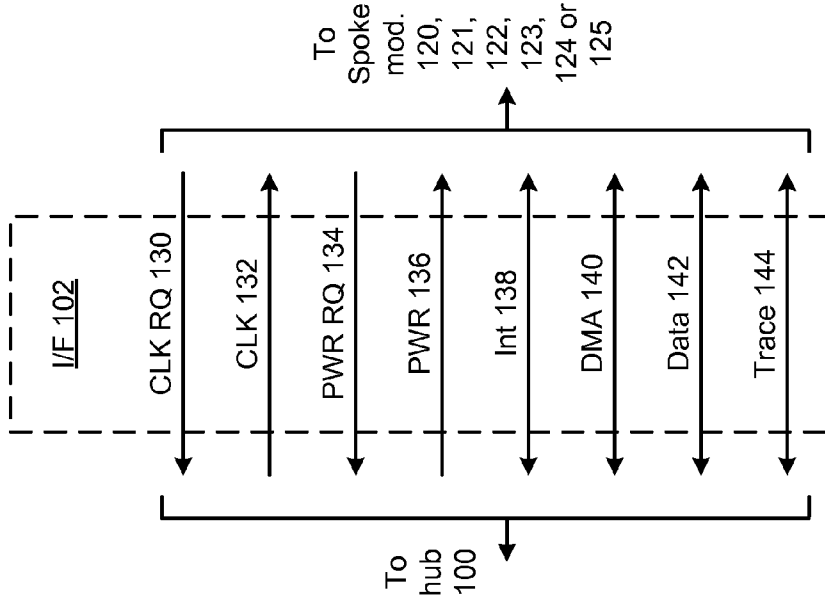 I/F 102
CLK RQ 130
CLK 132
PWR RQ 134
PWR 136
Int 138
DMA 140
Data 142
Trace 144
To
hub
100
To
Spoke
mod.
120,
121,
122,
123,
124 or
125